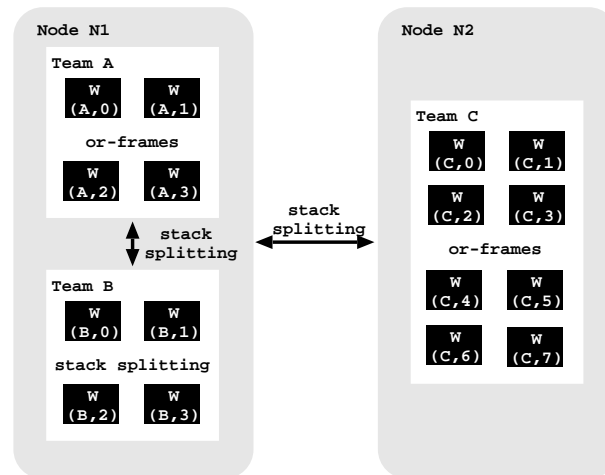 Node N1
Team A
W W
(A,0) (A,1)
or-frames
W W
(A,2) (A,3)
stack
splitting
Team B
W W
(B,0) (B,1)
stack splitting
W W
(B,2) (B,3)
stack
splitting
Node N2
Team C
W W
(C,0) (C,1)
W W
(C,2) (C,3)
or-frames
W W
(C,4) (C,5)
W W
(C,6) (C,7)